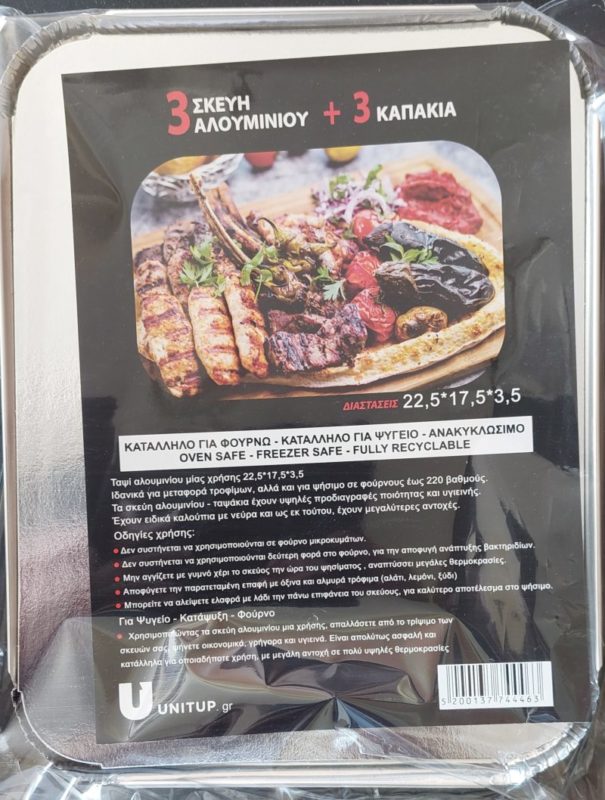 3 ΣΚΕΥΗ ΑΛΟΥΜΙΝΙΟΥ + 3 ΚΑΠΑΚΙΑ
ΔΙΑΣΤΑΣΕΙΣ 22,5*17,5*3,5
ΚΑΤΑΛΛΗΛΟ ΓΙΑ ΦΟΥΡΝΩ - ΚΑΤΑΛΛΗΛΟ ΓΙΑ ΨΥΓΕΙΟ - ΑΝΑΚΥΚΛΩΣΙΜΟ
OVEN SAFE - FREEZER SAFE - FULLY RECYCLABLE
Ταψί αλουμινίου μίας χρήσης 22,5*17,5*3,5
Ιδανικά για μεταφορά τροφίμων, αλλά και για ψήσιμο σε φούρνους έως 220 βαθμούς.
Τα σκεύη αλουμινίου - ταψάκια έχουν υψηλές προδιαγραφές ποιότητας και υγιεινής.
Έχουν ειδικά καλούπια με νεύρα και ως εκ τούτου, έχουν μεγαλύτερες αντοχές.
Οδηγίες χρήσης:
• Δεν συστήνεται να χρησιμοποιούνται σε φούρνο μικροκυμάτων.
• Δεν συστήνεται να χρησιμοποιούνται δεύτερη φορά στο φούρνο, για την αποφυγή ανάπτυξης βακτηριδίων.
• Μην αγγίζετε με γυμνό χέρι το σκεύος την ώρα του ψησίματος , αναπτύσσει μεγάλες θερμοκρασίες.
• Αποφύγετε την παρατεταμένη επαφή με όξινα και αλμυρά τρόφιμα (αλάτι, λεμόνι, ξύδι)
• Μπορείτε να αλείψετε ελαφρά με λάδι την πάνω επιφάνεια του σκεύους, για καλύτερο αποτέλεσμα στο ψήσιμο.
Για Ψυγείο - Κατάψυξη - Φούρνο
• Χρησιμοποιώντας τα σκεύη αλουμινίου μια χρήσης, απαλλάσετε από το τρίψιμο των
σκευών σας, ψήνετε οικονομικά, γρήγορα και υγιεινά. Είναι απολύτως ασφαλή και
κατάλληλα για οποιαδήποτε χρήση, με μεγάλη αντοχή σε πολύ υψηλές θερμοκρασίες
UNITUP.gr
5200137744463